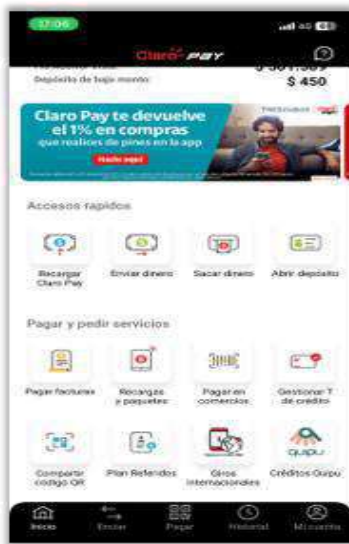 17:06
4G
Claro PAY
Depósito de bajo monto: $ 450
Claro Pay te devuelve
el 1% en compras
que realices de pines en la app
Hazlo aquí
Accesos rápidos
Recargar
Claro Pay
Enviar dinero
Sacar dinero
Abrir depósito
Pagar y pedir servicios
Pagar facturas
Recargas
y paquetes
Pagar en
comercios
Gestionar T.
de crédito
Compartir
código QR
Plan Referidos
Giros
internacionales
quipu
Créditos Quipu
Inicio
Enviar
Pagar
Historial
Mi cuenta